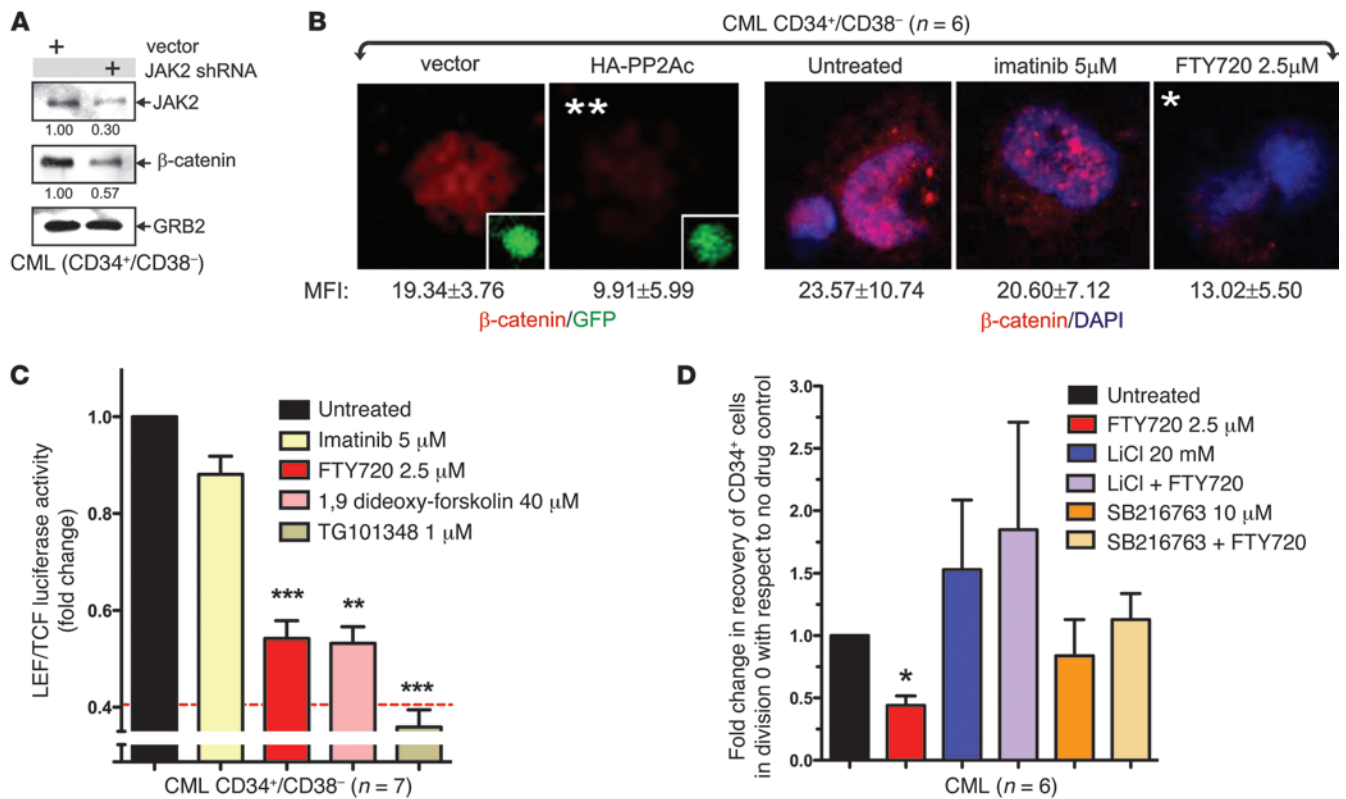 A
+ vector
+ JAK2 shRNA
JAK2
1.00 0.30
β-catenin
1.00 0.57
GRB2
CML (CD34⁺/CD38⁻)
B
CML CD34⁺/CD38⁻ (n = 6)
vector HA-PP2Ac Untreated imatinib 5μM FTY720 2.5μM
** *
MFI: 19.34±3.76 9.91±5.99 23.57±10.74 20.60±7.12 13.02±5.50
β-catenin/GFP β-catenin/DAPI
C
LEF/TCF luciferase activity
(fold change)
1.0
0.8
0.6
0.4
Untreated
Imatinib 5 μM
FTY720 2.5 μM
1,9 dideoxy-forskolin 40 μM
TG101348 1 μM
*** ** ***
CML CD34⁺/CD38⁻ (n = 7)
D
Fold change in recovery of CD34⁺ cells
in division 0 with respect to no drug control
3.0
2.5
2.0
1.5
1.0
0.5
0.0
Untreated
FTY720 2.5 μM
LiCl 20 mM
LiCl + FTY720
SB216763 10 μM
SB216763 + FTY720
*
CML (n = 6)